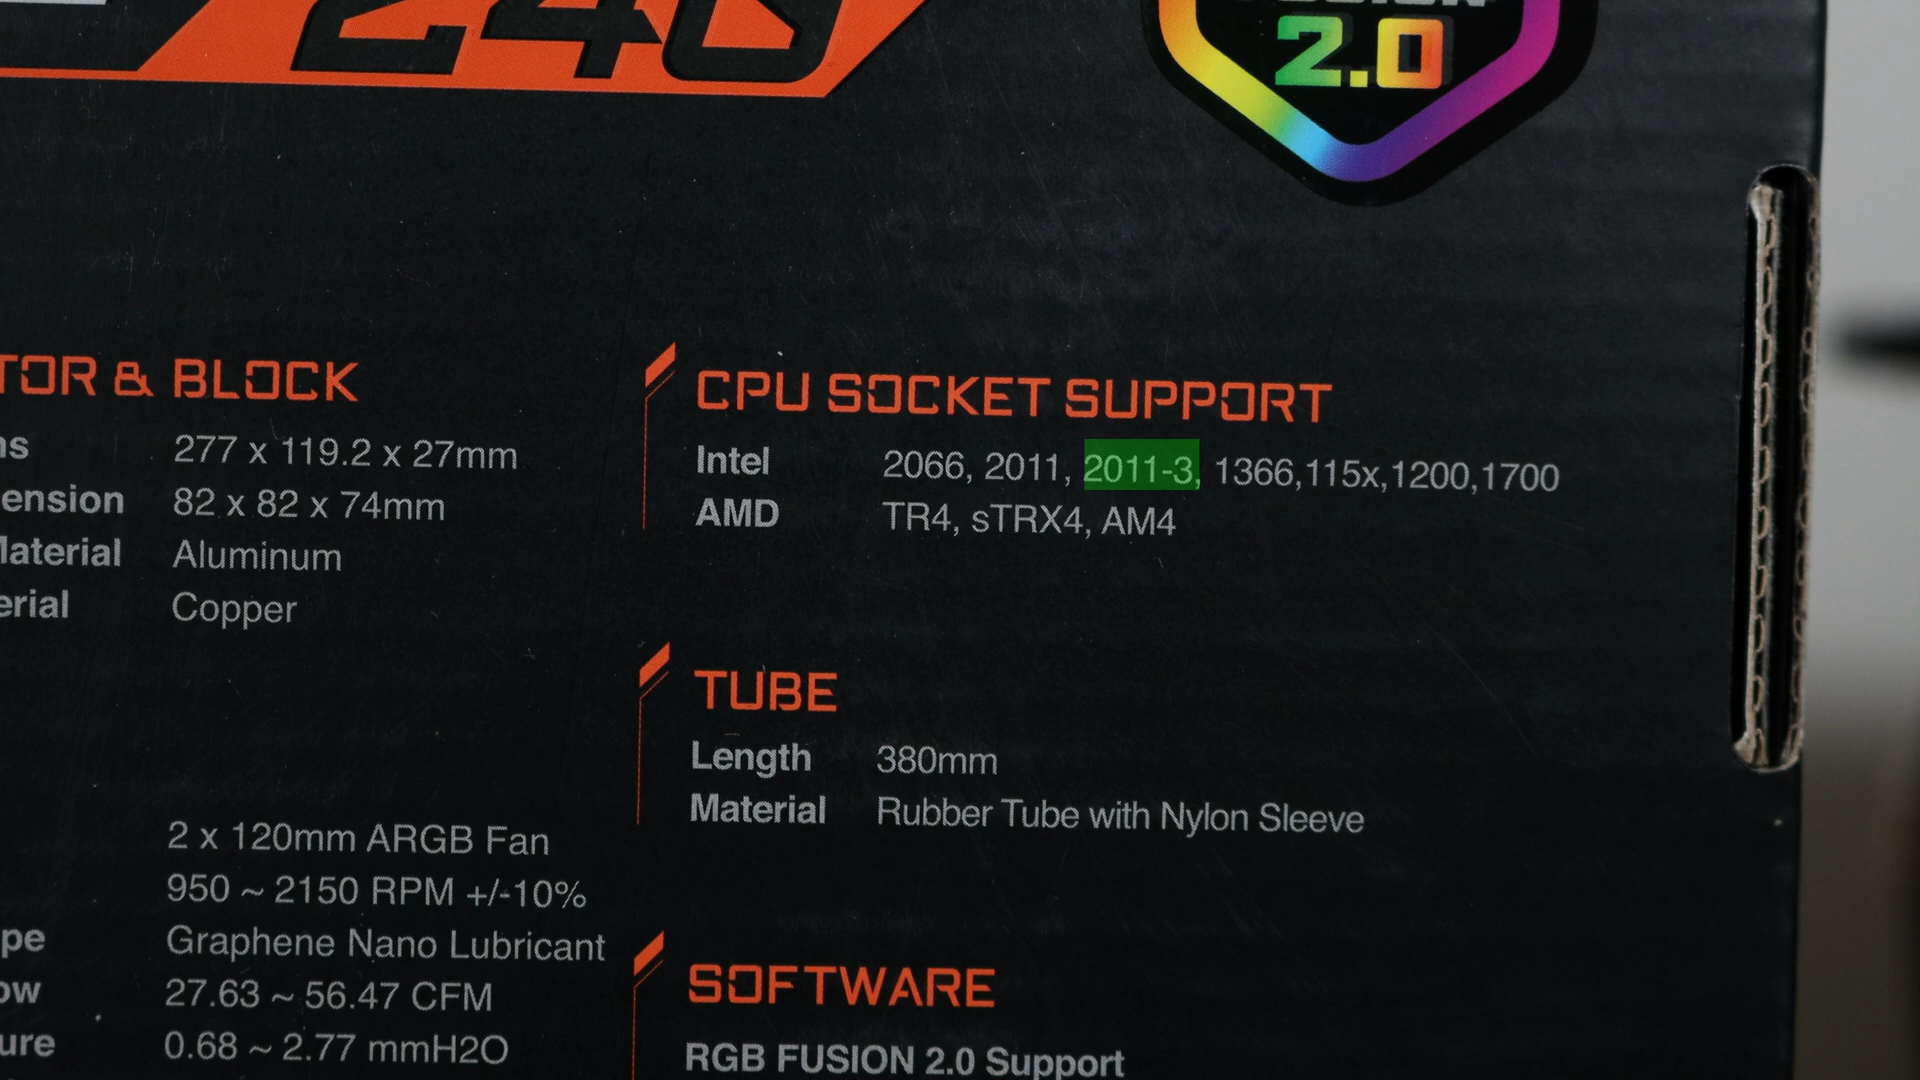 240
2.0
TOR & BLOCK
ns 277 x 119.2 x 27mm
ension 82 x 82 x 74mm
Material Aluminum
erial Copper
2 x 120mm ARGB Fan
950 ~ 2150 RPM +/-10%
pe Graphene Nano Lubricant
ow 27.63 ~ 56.47 CFM
ure 0.68 ~ 2.77 mmH2O
CPU SOCKET SUPPORT
Intel 2066, 2011, 2011-3, 1366,115x,1200,1700
AMD TR4, sTRX4, AM4
TUBE
Length 380mm
Material Rubber Tube with Nylon Sleeve
SOFTWARE
RGB FUSION 2.0 Support